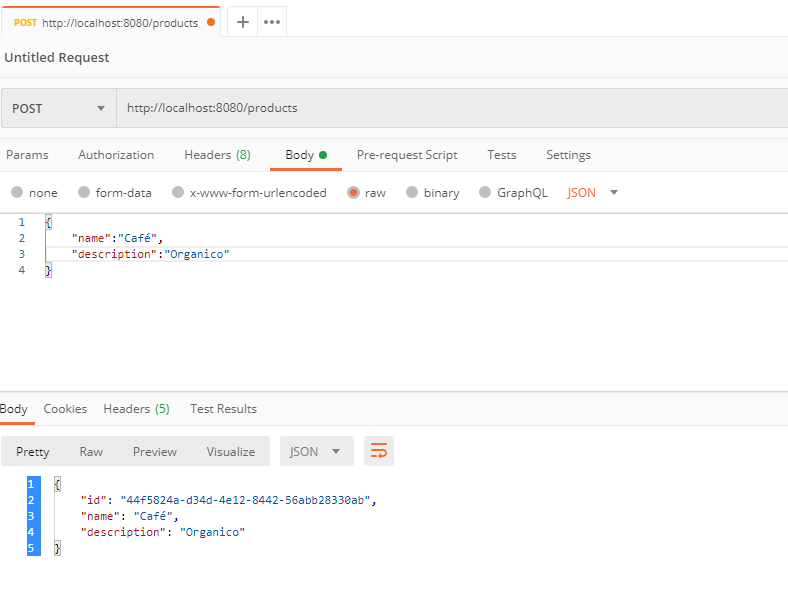 POST http://localhost:8080/products
Untitled Request
POST http://localhost:8080/products
Params Authorization Headers (8) Body Pre-request Script Tests Settings
none form-data x-www-form-urlencoded raw binary GraphQL JSON
1 {
2 "name":"Café",
3 "description":"Organico"
4 }
Body Cookies Headers (5) Test Results
Pretty Raw Preview Visualize JSON
1 {
2 "id": "44f5824a-d34d-4e12-8442-56abb28330ab",
3 "name": "Café",
4 "description": "Organico"
5 }